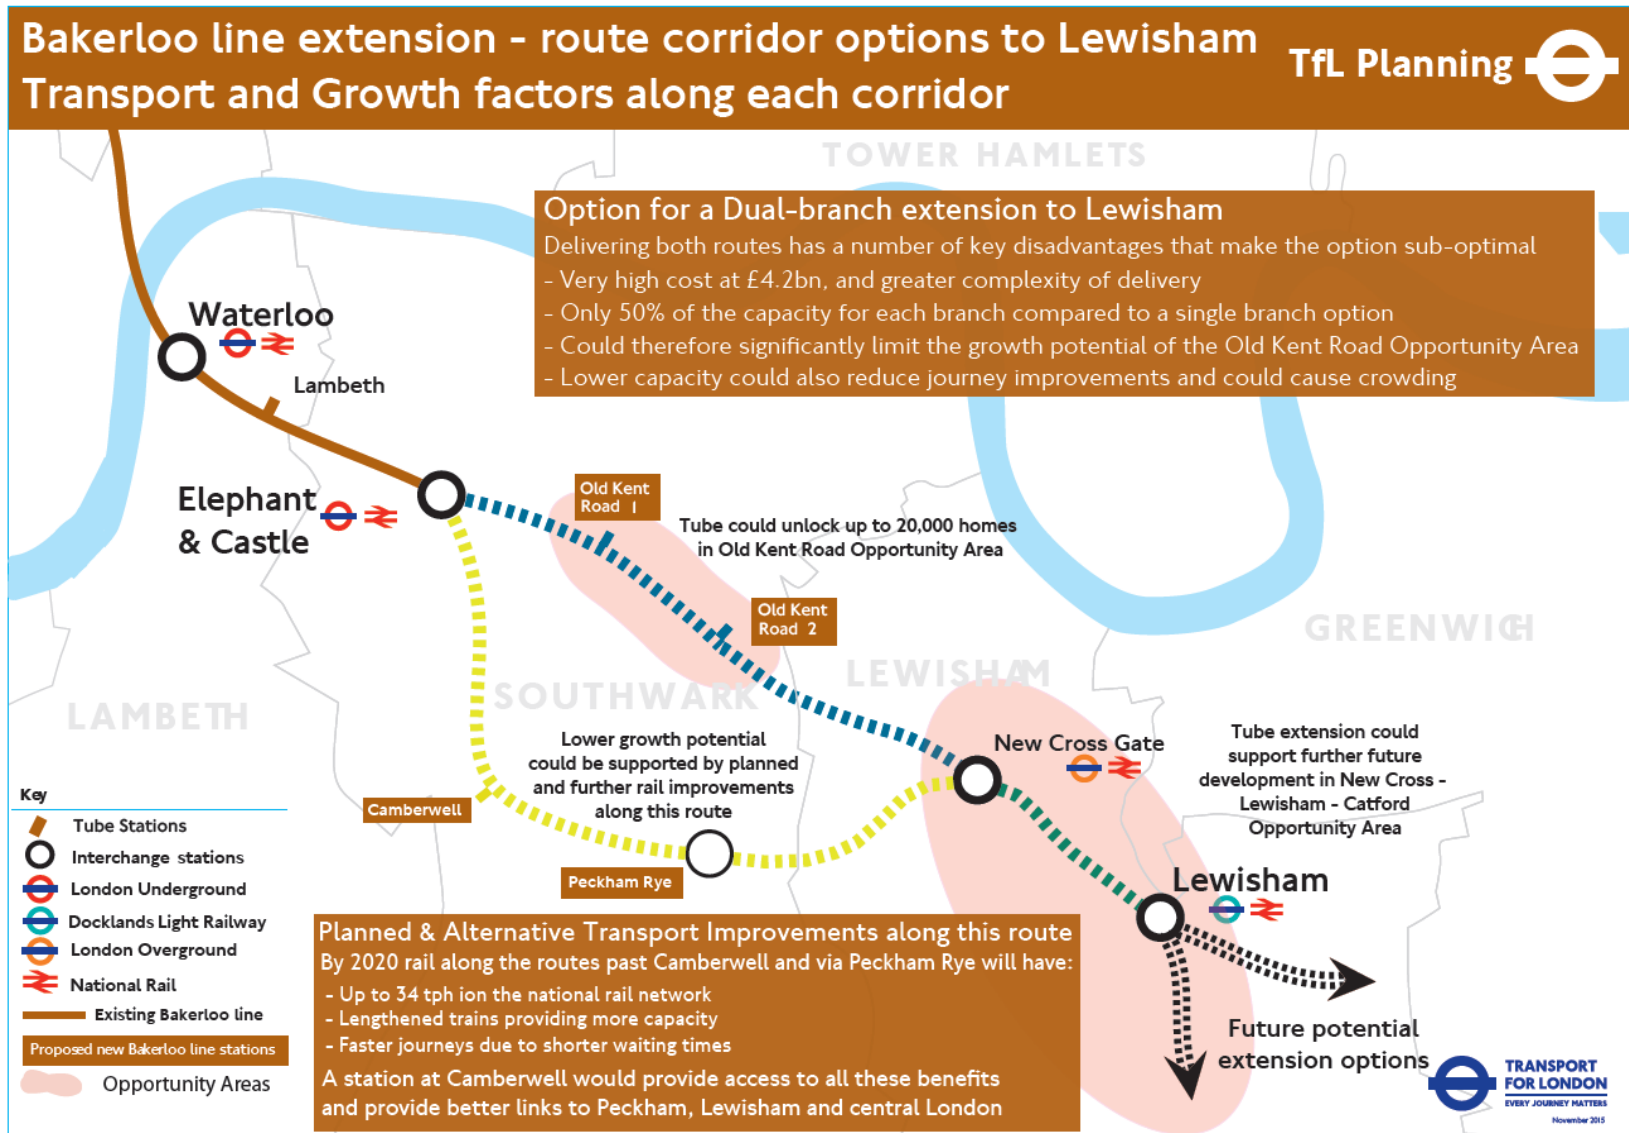 Bakerloo line extension - route corridor options to Lewisham
Transport and Growth factors along each corridor
TfL Planning
TOWER HAMLETS
Option for a Dual-branch extension to Lewisham
Delivering both routes has a number of key disadvantages that make the option sub-optimal
- Very high cost at £4.2bn, and greater complexity of delivery
- Only 50% of the capacity for each branch compared to a single branch option
- Could therefore significantly limit the growth potential of the Old Kent Road Opportunity Area
- Lower capacity could also reduce journey improvements and could cause crowding
Waterloo
Lambeth
Elephant
& Castle
Old Kent
Road 1
Tube could unlock up to 20,000 homes
in Old Kent Road Opportunity Area
Old Kent
Road 2
GREENWICH
LEWISHAM
SOUTHWARK
LAMBETH
Lower growth potential
could be supported by planned
and further rail improvements
along this route
New Cross Gate
Tube extension could
support further future
development in New Cross -
Lewisham - Catford
Opportunity Area
Camberwell
Peckham Rye
Lewisham
Key
Tube Stations
Interchange stations
London Underground
Docklands Light Railway
London Overground
National Rail
Existing Bakerloo line
Proposed new Bakerloo line stations
Opportunity Areas
Planned & Alternative Transport Improvements along this route
By 2020 rail along the routes past Camberwell and via Peckham Rye will have:
- Up to 34 tph ion the national rail network
- Lengthened trains providing more capacity
- Faster journeys due to shorter waiting times
A station at Camberwell would provide access to all these benefits
and provide better links to Peckham, Lewisham and central London
Future potential
extension options
TRANSPORT
FOR LONDON
EVERY JOURNEY MATTERS
November 2015